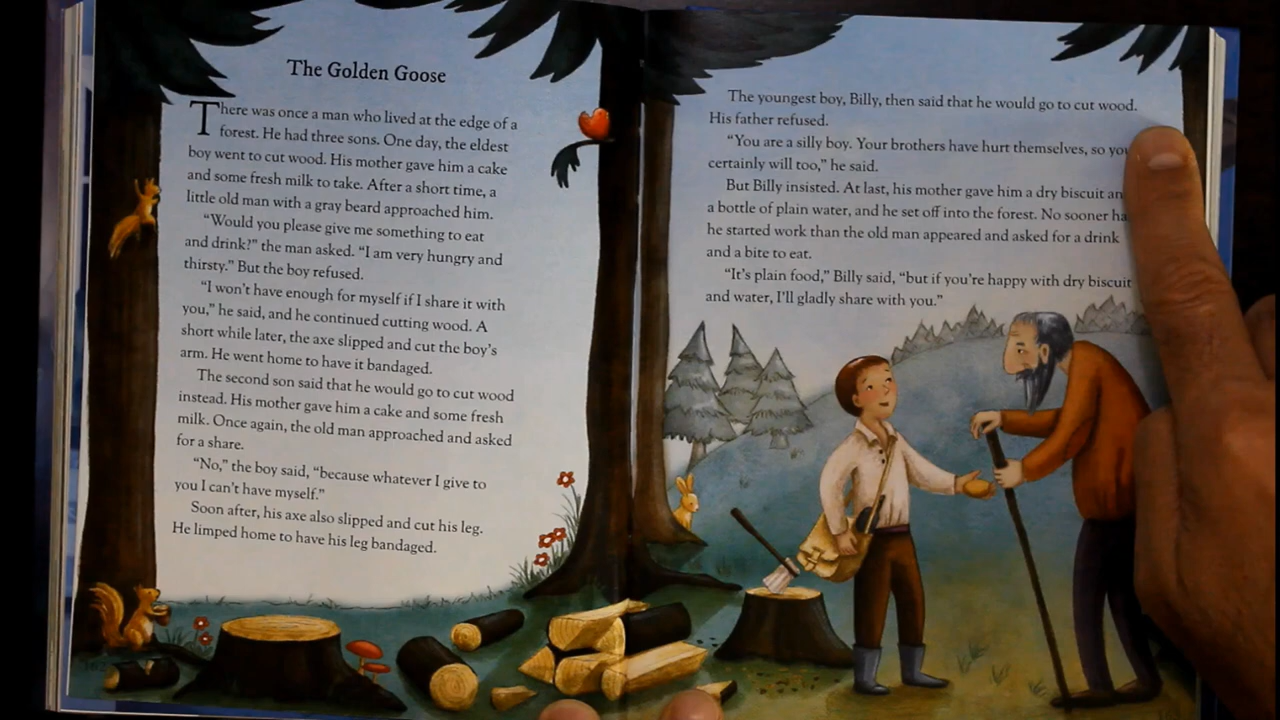 The Golden Goose
There was once a man who lived at the edge of a
forest. He had three sons. One day, the eldest
boy went to cut wood. His mother gave him a cake
and some fresh milk to take. After a short time, a
little old man with a gray beard approached him.
"Would you please give me something to eat
and drink?" the man asked. "I am very hungry and
thirsty." But the boy refused.
"I won't have enough for myself if I share it with
you," he said, and he continued cutting wood. A
short while later, the axe slipped and cut the boy's
arm. He went home to have it bandaged.
The second son said that he would go to cut wood
instead. His mother gave him a cake and some fresh
milk. Once again, the old man approached and asked
for a share.
"No," the boy said, "because whatever I give to
you I can't have myself."
Soon after, his axe also slipped and cut his leg.
He limped home to have his leg bandaged.
The youngest boy, Billy, then said that he would go to cut wood.
His father refused.
"You are a silly boy. Your brothers have hurt themselves, so you
certainly will too," he said.
But Billy insisted. At last, his mother gave him a dry biscuit an
a bottle of plain water, and he set off into the forest. No sooner ha
he started work than the old man appeared and asked for a drink
and a bite to eat.
"It's plain food," Billy said, "but if you're happy with dry biscuit
and water, I'll gladly share with you."